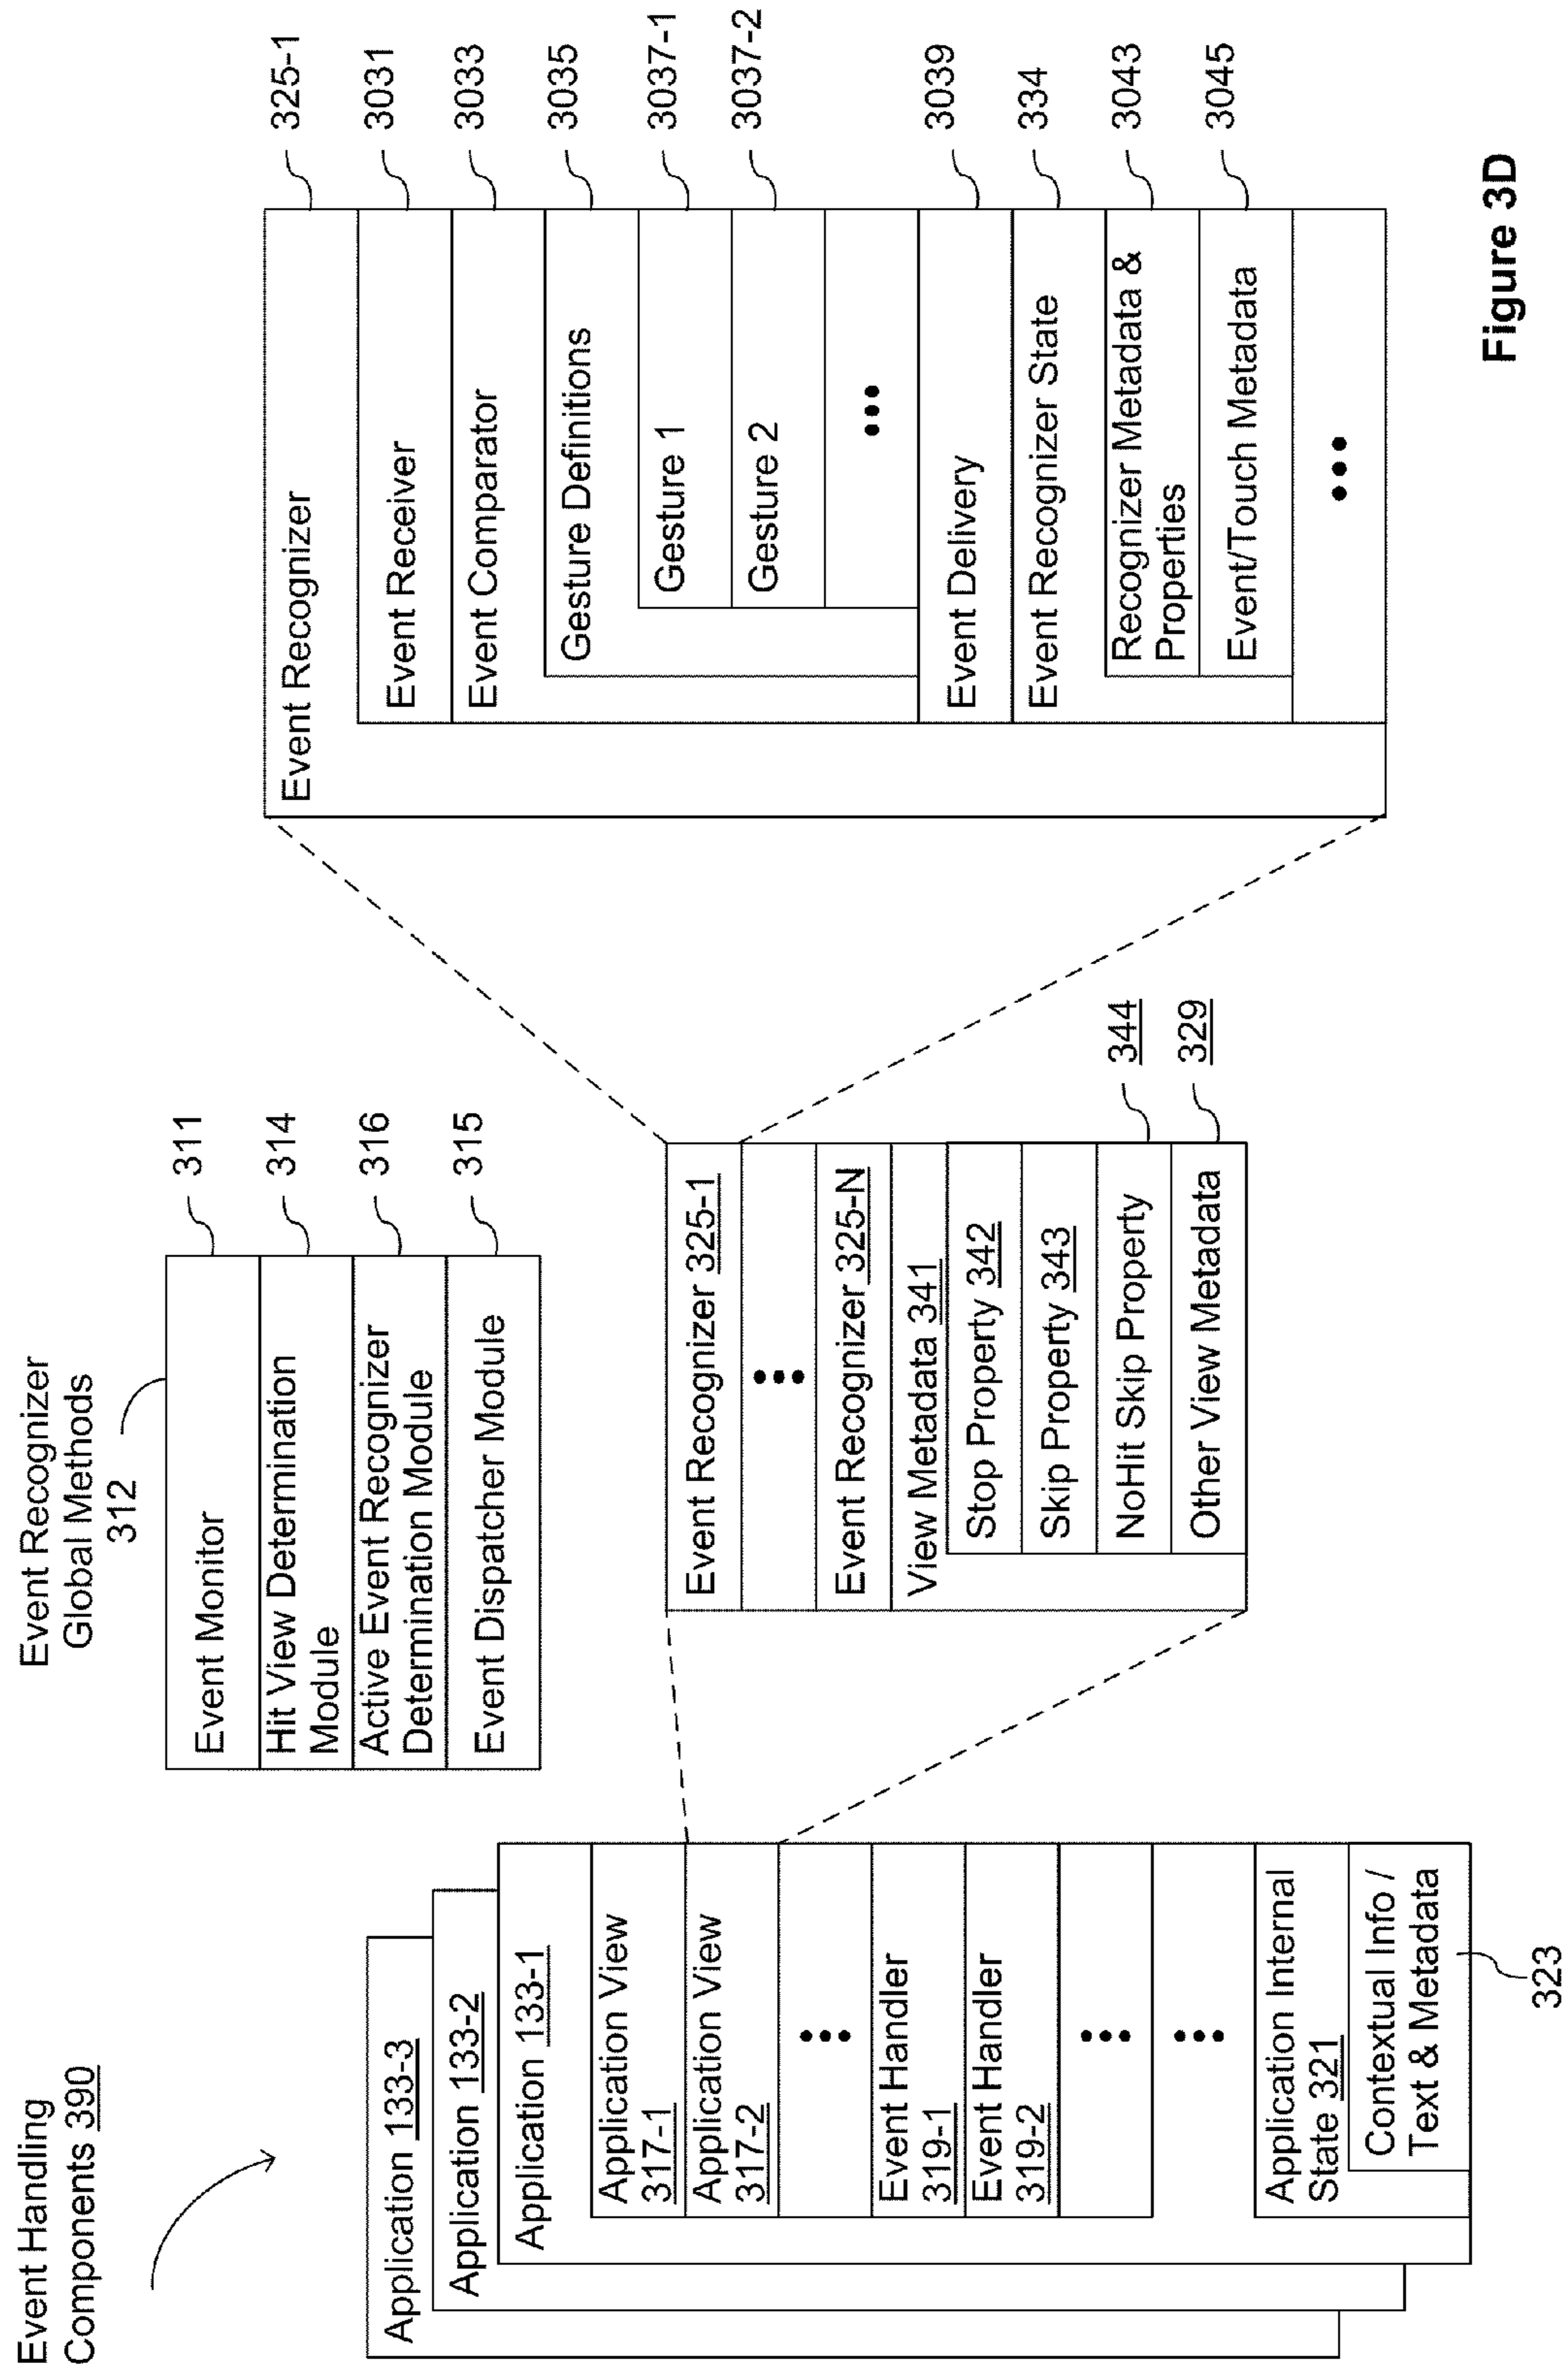 Event Handling
Components 390
Application 133-3
Application 133-2
Application 133-1
Application View
317-1
Application View
317-2
•••
Event Handler
319-1
Event Handler
319-2
•••
•••
Application Internal
State 321
Contextual Info /
Text & Metadata
323
Event Recognizer
Global Methods
312
Event Monitor
311
Hit View Determination
Module
314
Active Event Recognizer
Determination Module
316
Event Dispatcher Module
315
Event Recognizer 325-1
•••
Event Recognizer 325-N
View Metadata 341
Stop Property 342
Skip Property 343
NoHit Skip Property
344
Other View Metadata
329
Event Recognizer
325-1
Event Receiver
3031
Event Comparator
3033
Gesture Definitions
3035
Gesture 1
3037-1
Gesture 2
3037-2
•••
Event Delivery
3039
Event Recognizer State
334
Recognizer Metadata &
Properties
3043
Event/Touch Metadata
3045
•••
Figure 3D